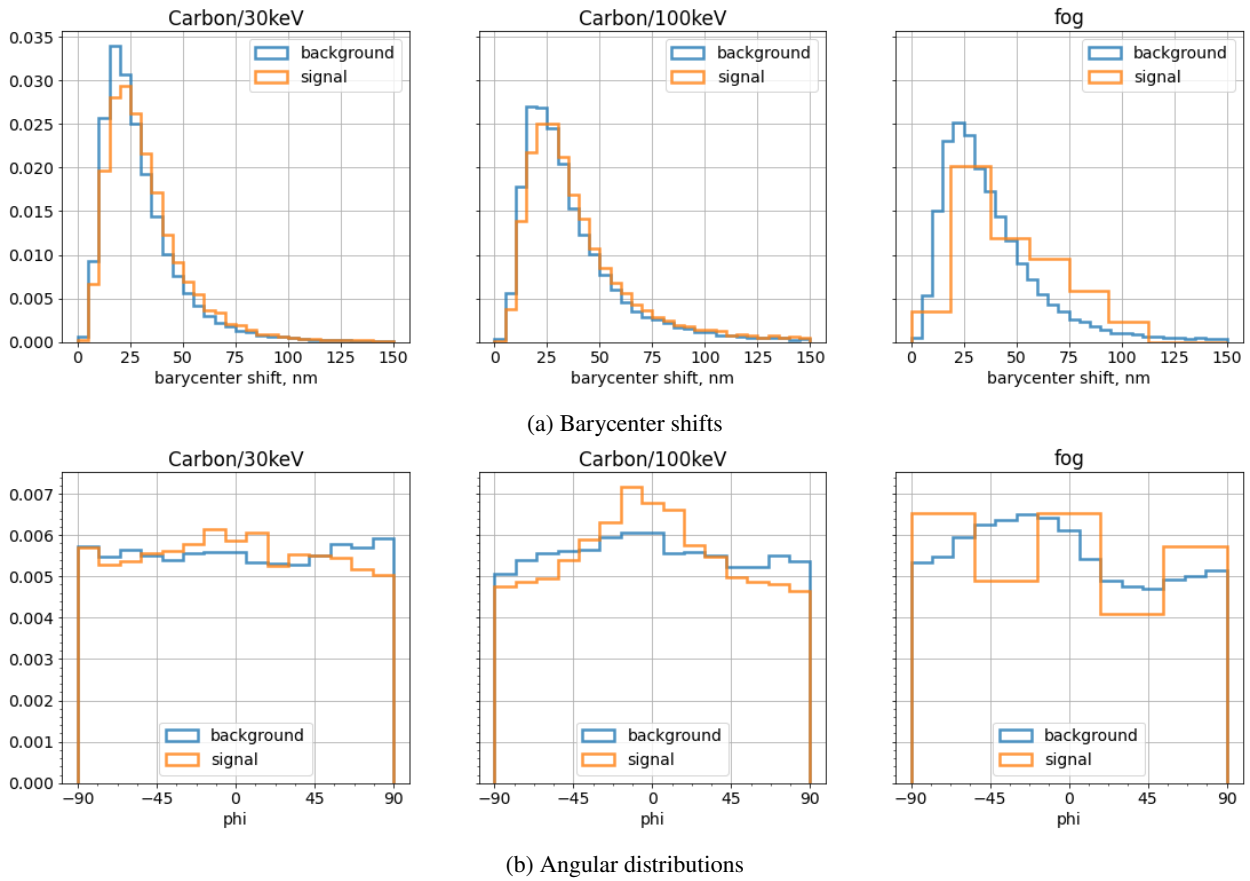 Carbon/30keV Carbon/100keV fog
0.035
0.030
0.025
0.020
0.015
0.010
0.005
0.000
background
signal
background
signal
background
signal
0 25 50 75 100 125 150 0 25 50 75 100 125 150 0 25 50 75 100 125 150
barycenter shift, nm barycenter shift, nm barycenter shift, nm
(a) Barycenter shifts
Carbon/30keV Carbon/100keV fog
0.007
0.006
0.005
0.004
0.003
0.002
0.001
0.000
background
signal
background
signal
background
signal
−90 −45 0 45 90 −90 −45 0 45 90 −90 −45 0 45 90
phi phi phi
(b) Angular distributions